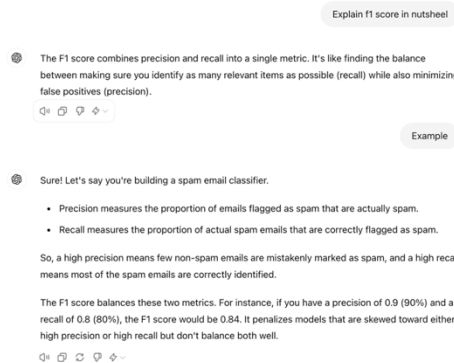 Explain f1 score in nutsheel
The F1 score combines precision and recall into a single metric. It's like finding the balance
between making sure you identify as many relevant items as possible (recall) while also minimizing
false positives (precision).
Example
Sure! Let's say you're building a spam email classifier.
• Precision measures the proportion of emails flagged as spam that are actually spam.
• Recall measures the proportion of actual spam emails that are correctly flagged as spam.
So, a high precision means few non-spam emails are mistakenly marked as spam, and a high reca
means most of the spam emails are correctly identified.
The F1 score balances these two metrics. For instance, if you have a precision of 0.9 (90%) and a
recall of 0.8 (80%), the F1 score would be 0.84. It penalizes models that are skewed toward either
high precision or high recall but don't balance both well.